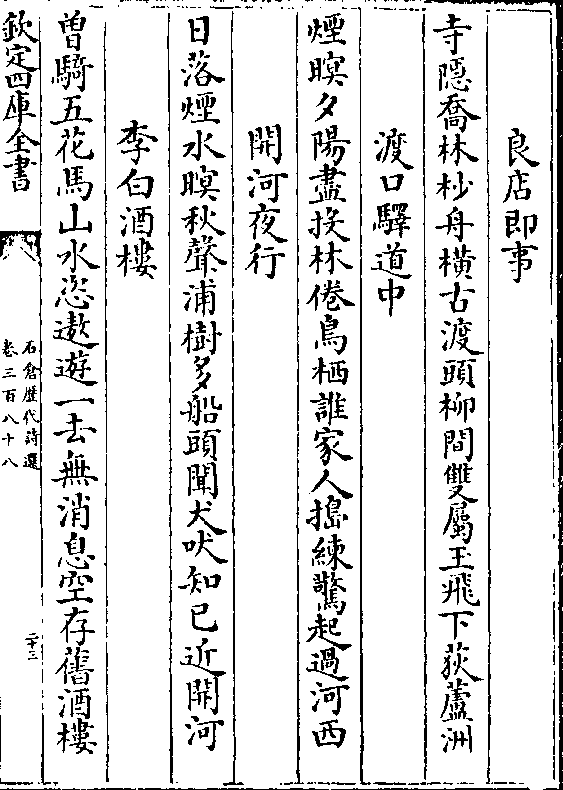 良店即事
寺隱喬林杪舟橫古渡頭柳間雙屬玉飛下荻蘆洲
渡口驛道中
煙暝夕陽盡投林倦鳥栖誰家人搗練驚起過河西
開河夜行
日落煙水暝秋聲浦樹多船頭聞犬吠知已近開河
李白酒樓
曽騎五花馬山水恣遨遊一去無消息空存舊酒樓
欽定四庫全書
石倉歴代詩選
卷三百八十八
二十三